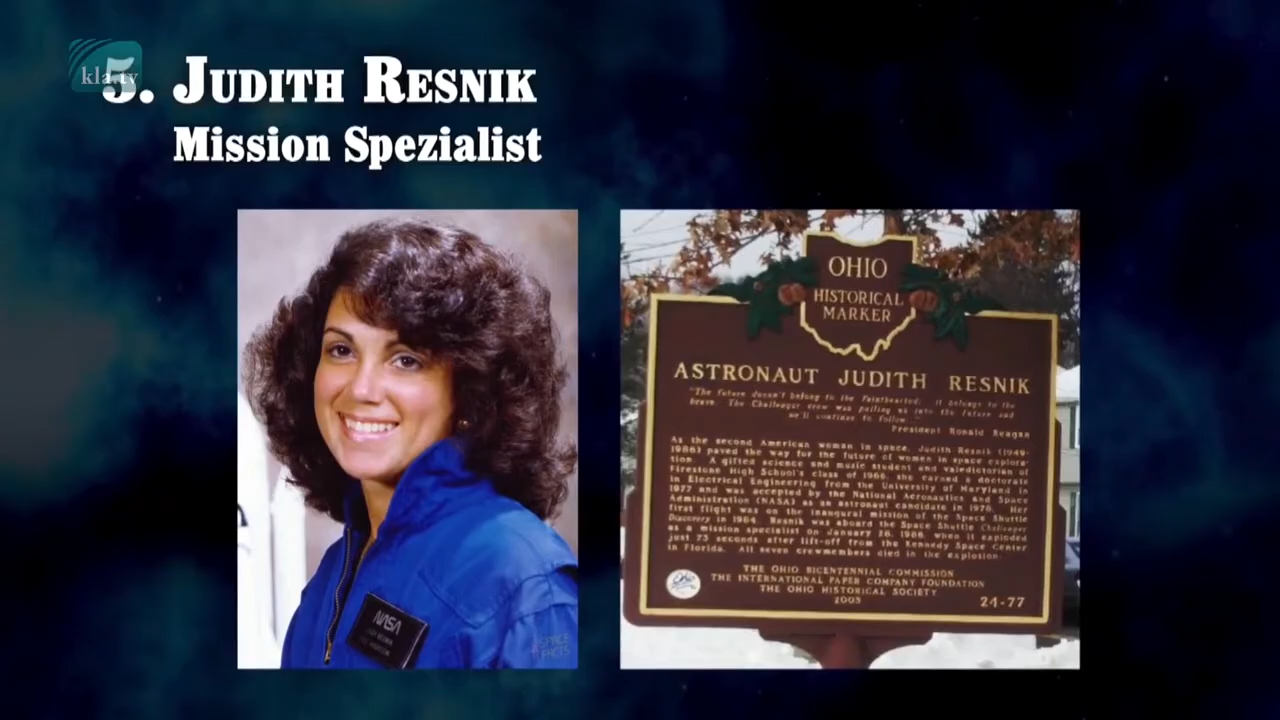 kla.tv
5. JUDITH RESNIK
Mission Spezialist
OHIO
HISTORICAL
MARKER
ASTRONAUT JUDITH RESNIK
"The future doesn't belong to the fainthearted; it belongs to the
brave. The Challenger crew was pulling us into the future and
we'll continue to follow
President Ronald Reagan
As the second American woman in space, Judith Resnik (1949-
1986) paved the way for the future of women in space explora-
tion. A gifted science and music student and valedictorian of
Firestone High School's class of 1966, she earned a doctorate
in Electrical Engineering from the University of Maryland in
1977 and was accepted by the National Aeronautics and Space
Administration (NASA) as an astronaut candidate in 1978. Her
first flight was on the inaugural mission of the Space Shuttle
Discovery in 1984. Resnik was aboard the Space Shuttle Challenger
as a mission specialist on January 28, 1986, when it exploded
just 73 seconds after lift-off from the Kennedy Space Center
in Florida. All seven crewmembers died in the explosion.
THE OHIO BICENTENNIAL COMMISSION
THE INTERNATIONAL PAPER COMPANY FOUNDATION
THE OHIO HISTORICAL SOCIETY
2003
24-77
Ohio
NASA
SPACE
FACTS